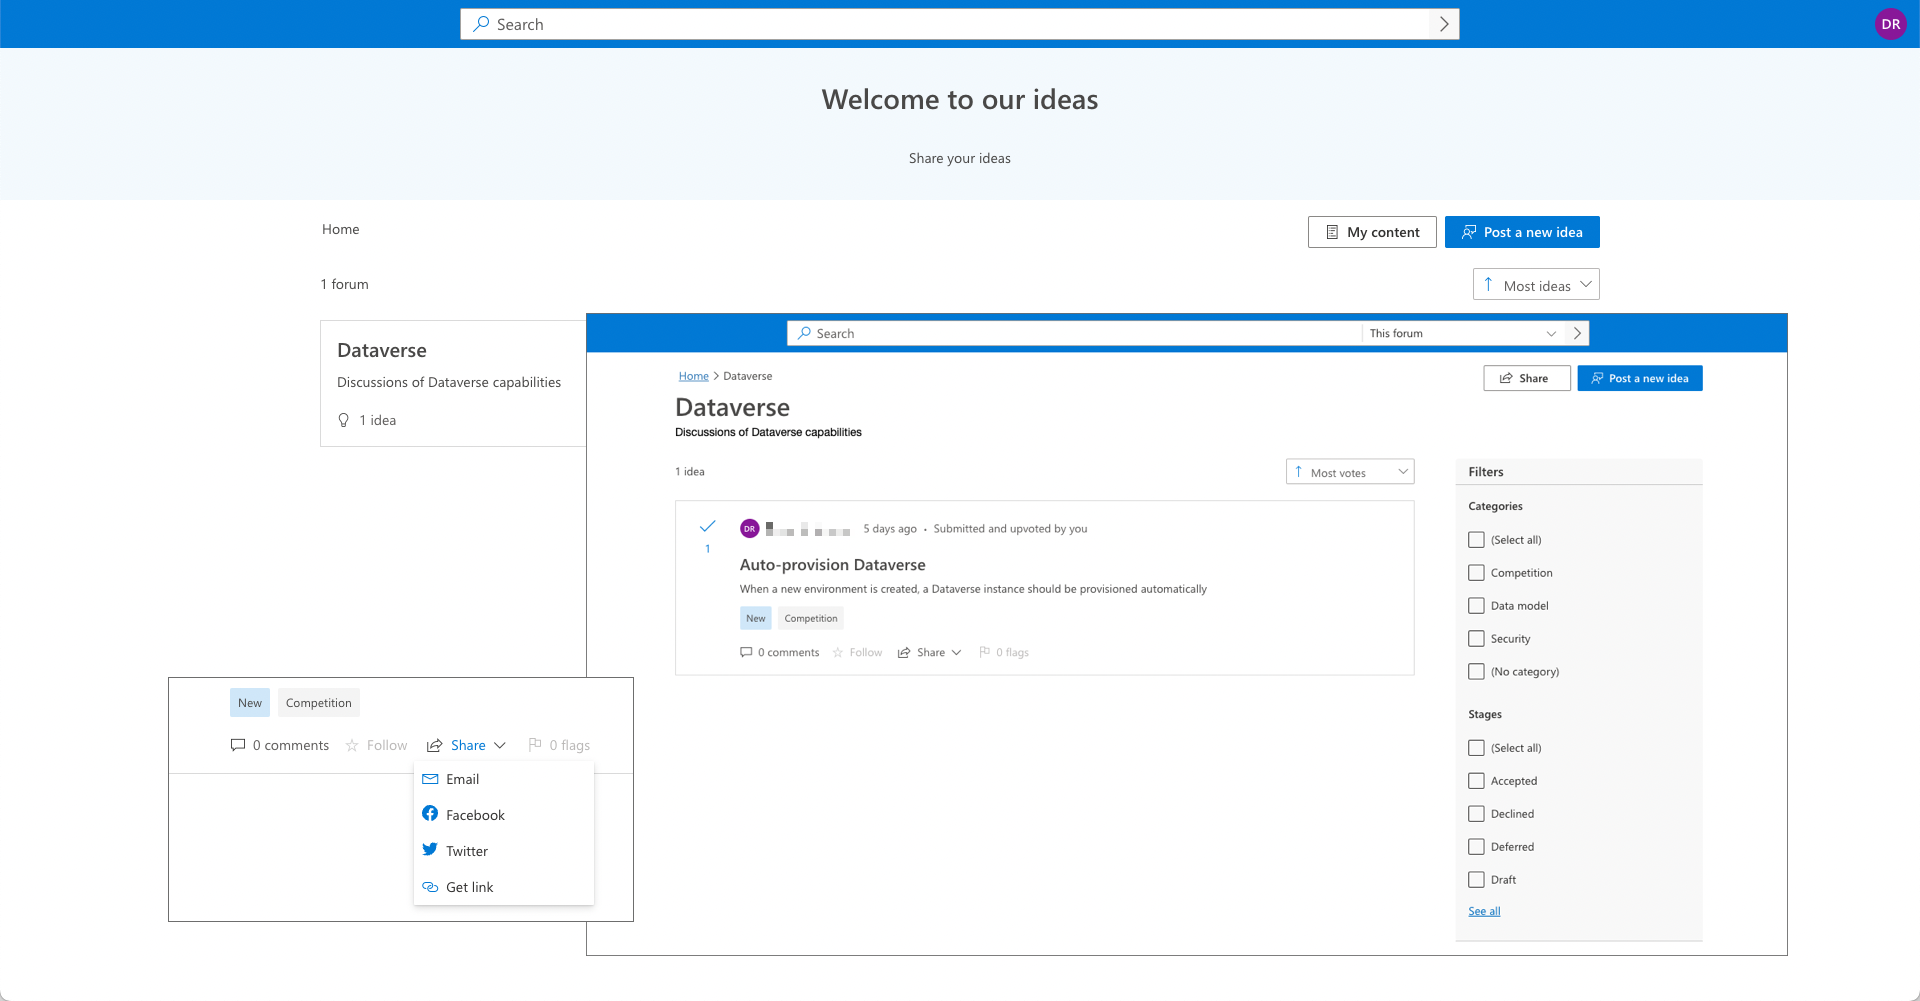 Search
DR
Welcome to our ideas
Share your ideas
Home
My content
Post a new idea
1 forum
Most ideas
Dataverse
Discussions of Dataverse capabilities
1 idea
Search
This forum
Home > Dataverse
Share
Post a new idea
Dataverse
Discussions of Dataverse capabilities
1 idea
Most votes
DR 5 days ago • Submitted and upvoted by you
1
Auto-provision Dataverse
When a new environment is created, a Dataverse instance should be provisioned automatically
New Competition
0 comments Follow Share 0 flags
Filters
Categories
(Select all)
Competition
Data model
Security
(No category)
Stages
(Select all)
Accepted
Declined
Deferred
Draft
See all
New Competition
0 comments Follow Share 0 flags
Email
Facebook
Twitter
Get link